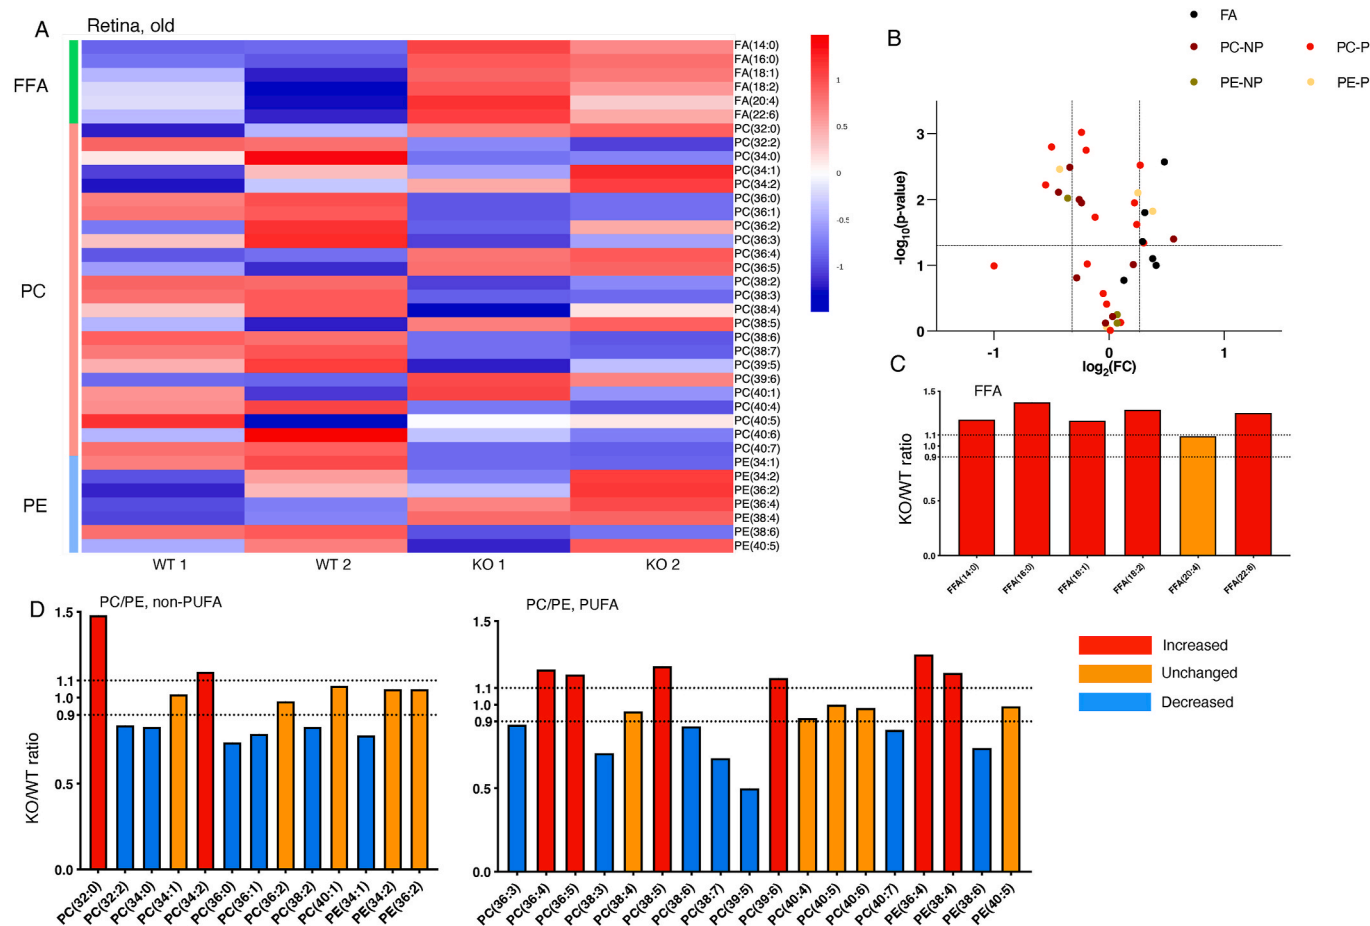 A
Retina, old
FFA
PC
PE
FA(14:0)
FA(16:0)
FA(18:1)
FA(18:2)
FA(20:4)
FA(22:6)
PC(32:0)
PC(32:2)
PC(34:0)
PC(34:1)
PC(34:2)
PC(36:0)
PC(36:1)
PC(36:2)
PC(36:3)
PC(36:4)
PC(36:5)
PC(38:2)
PC(38:3)
PC(38:4)
PC(38:5)
PC(38:6)
PC(38:7)
PC(39:5)
PC(39:6)
PC(40:1)
PC(40:4)
PC(40:5)
PC(40:6)
PC(40:7)
PE(34:1)
PE(34:2)
PE(36:2)
PE(36:4)
PE(38:4)
PE(38:6)
PE(40:5)
WT 1 WT 2 KO 1 KO 2
1
0.5
0
-0.5
-1
B
FA
PC-NP PC-P
PE-NP PE-P
-log10(p-value)
3
2
1
0
-1 0 1
log2(FC)
C
FFA
KO/WT ratio
1.5
1.1
1.0
0.9
0.5
0.0
FFA(14:0) FFA(16:0) FFA(18:1) FFA(18:2) FFA(20:4) FFA(22:6)
D
PC/PE, non-PUFA
KO/WT ratio
1.5
1.1
1.0
0.9
0.5
0.0
PC(32:0) PC(32:2) PC(34:0) PC(34:1) PC(34:2) PC(36:0) PC(36:1) PC(36:2) PC(38:2) PC(40:1) PE(34:1) PE(34:2) PE(36:2)
PC/PE, PUFA
1.5
1.1
1.0
0.9
0.5
0.0
PC(36:3) PC(36:4) PC(36:5) PC(38:3) PC(38:4) PC(38:5) PC(38:6) PC(38:7) PC(39:5) PC(39:6) PC(40:4) PC(40:5) PC(40:6) PC(40:7) PE(36:4) PE(38:4) PE(38:6) PE(40:5)
Increased
Unchanged
Decreased